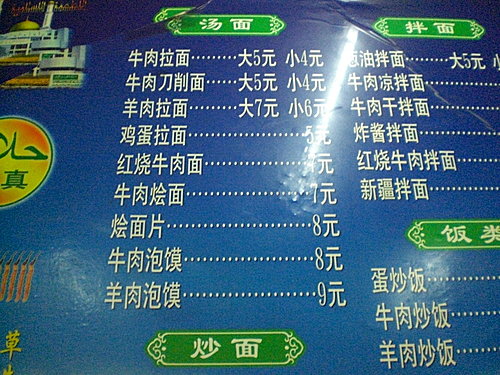 汤面
牛肉拉面………大5元 小4元
牛肉刀削面……大5元 小4元
羊肉拉面………大7元 小6元
鸡蛋拉面………………5元
红烧牛肉面……………元
牛肉烩面………………7元
烩面片…………………8元
牛肉泡馍………………8元
羊肉泡馍………………9元
炒面
拌面
葱油拌面……大5元 小
牛肉凉拌面……
牛肉干拌面……
炸酱拌面………
红烧牛肉拌面…
新疆拌面………
饭类
蛋炒饭…………
牛肉炒饭………
羊肉炒饭………
حلال
真
草